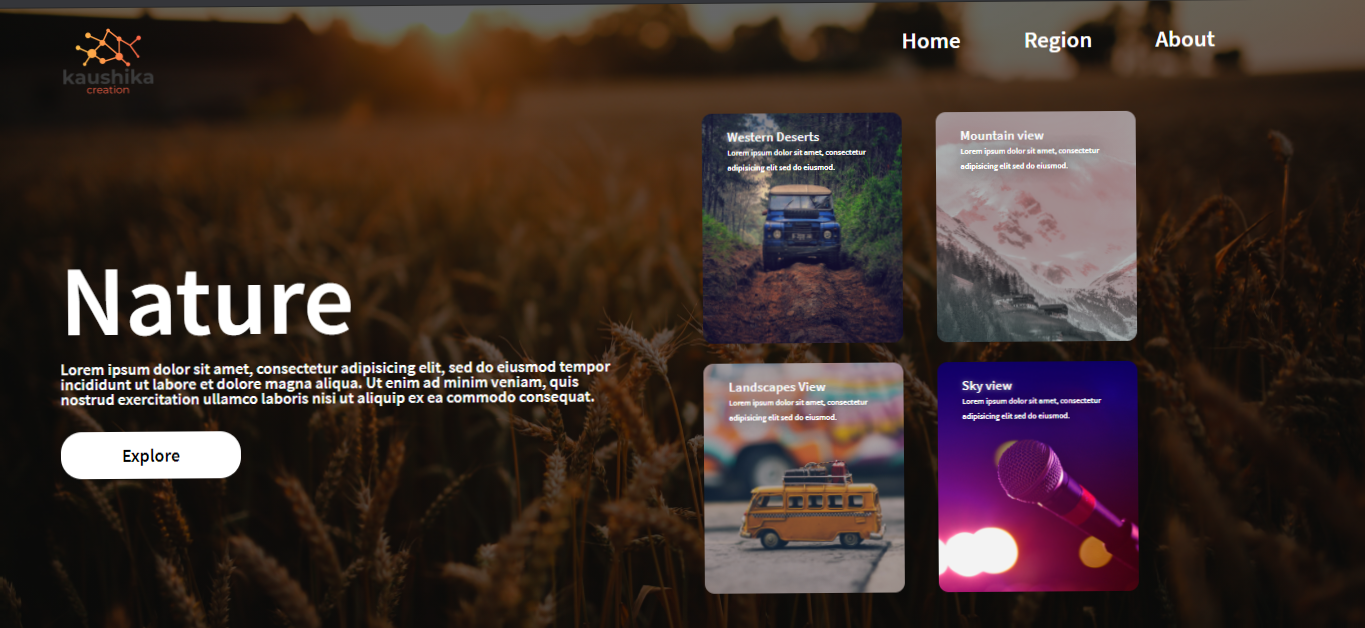 kaushika
creation
Home
Region
About
Nature
Lorem ipsum dolor sit amet, consectetur adipisicing elit, sed do eiusmod tempor
incididunt ut labore et dolore magna aliqua. Ut enim ad minim veniam, quis
nostrud exercitation ullamco laboris nisi ut aliquip ex ea commodo consequat.
Explore
Western Deserts
Lorem ipsum dolor sit amet, consectetur
adipisicing elit sed do eiusmod.
Mountain view
Lorem ipsum dolor sit amet, consectetur
adipisicing elit sed do eiusmod.
Landscapes View
Lorem ipsum dolor sit amet, consectetur
adipisicing elit sed do eiusmod.
Sky view
Lorem ipsum dolor sit amet, consectetur
adipisicing elit sed do eiusmod.